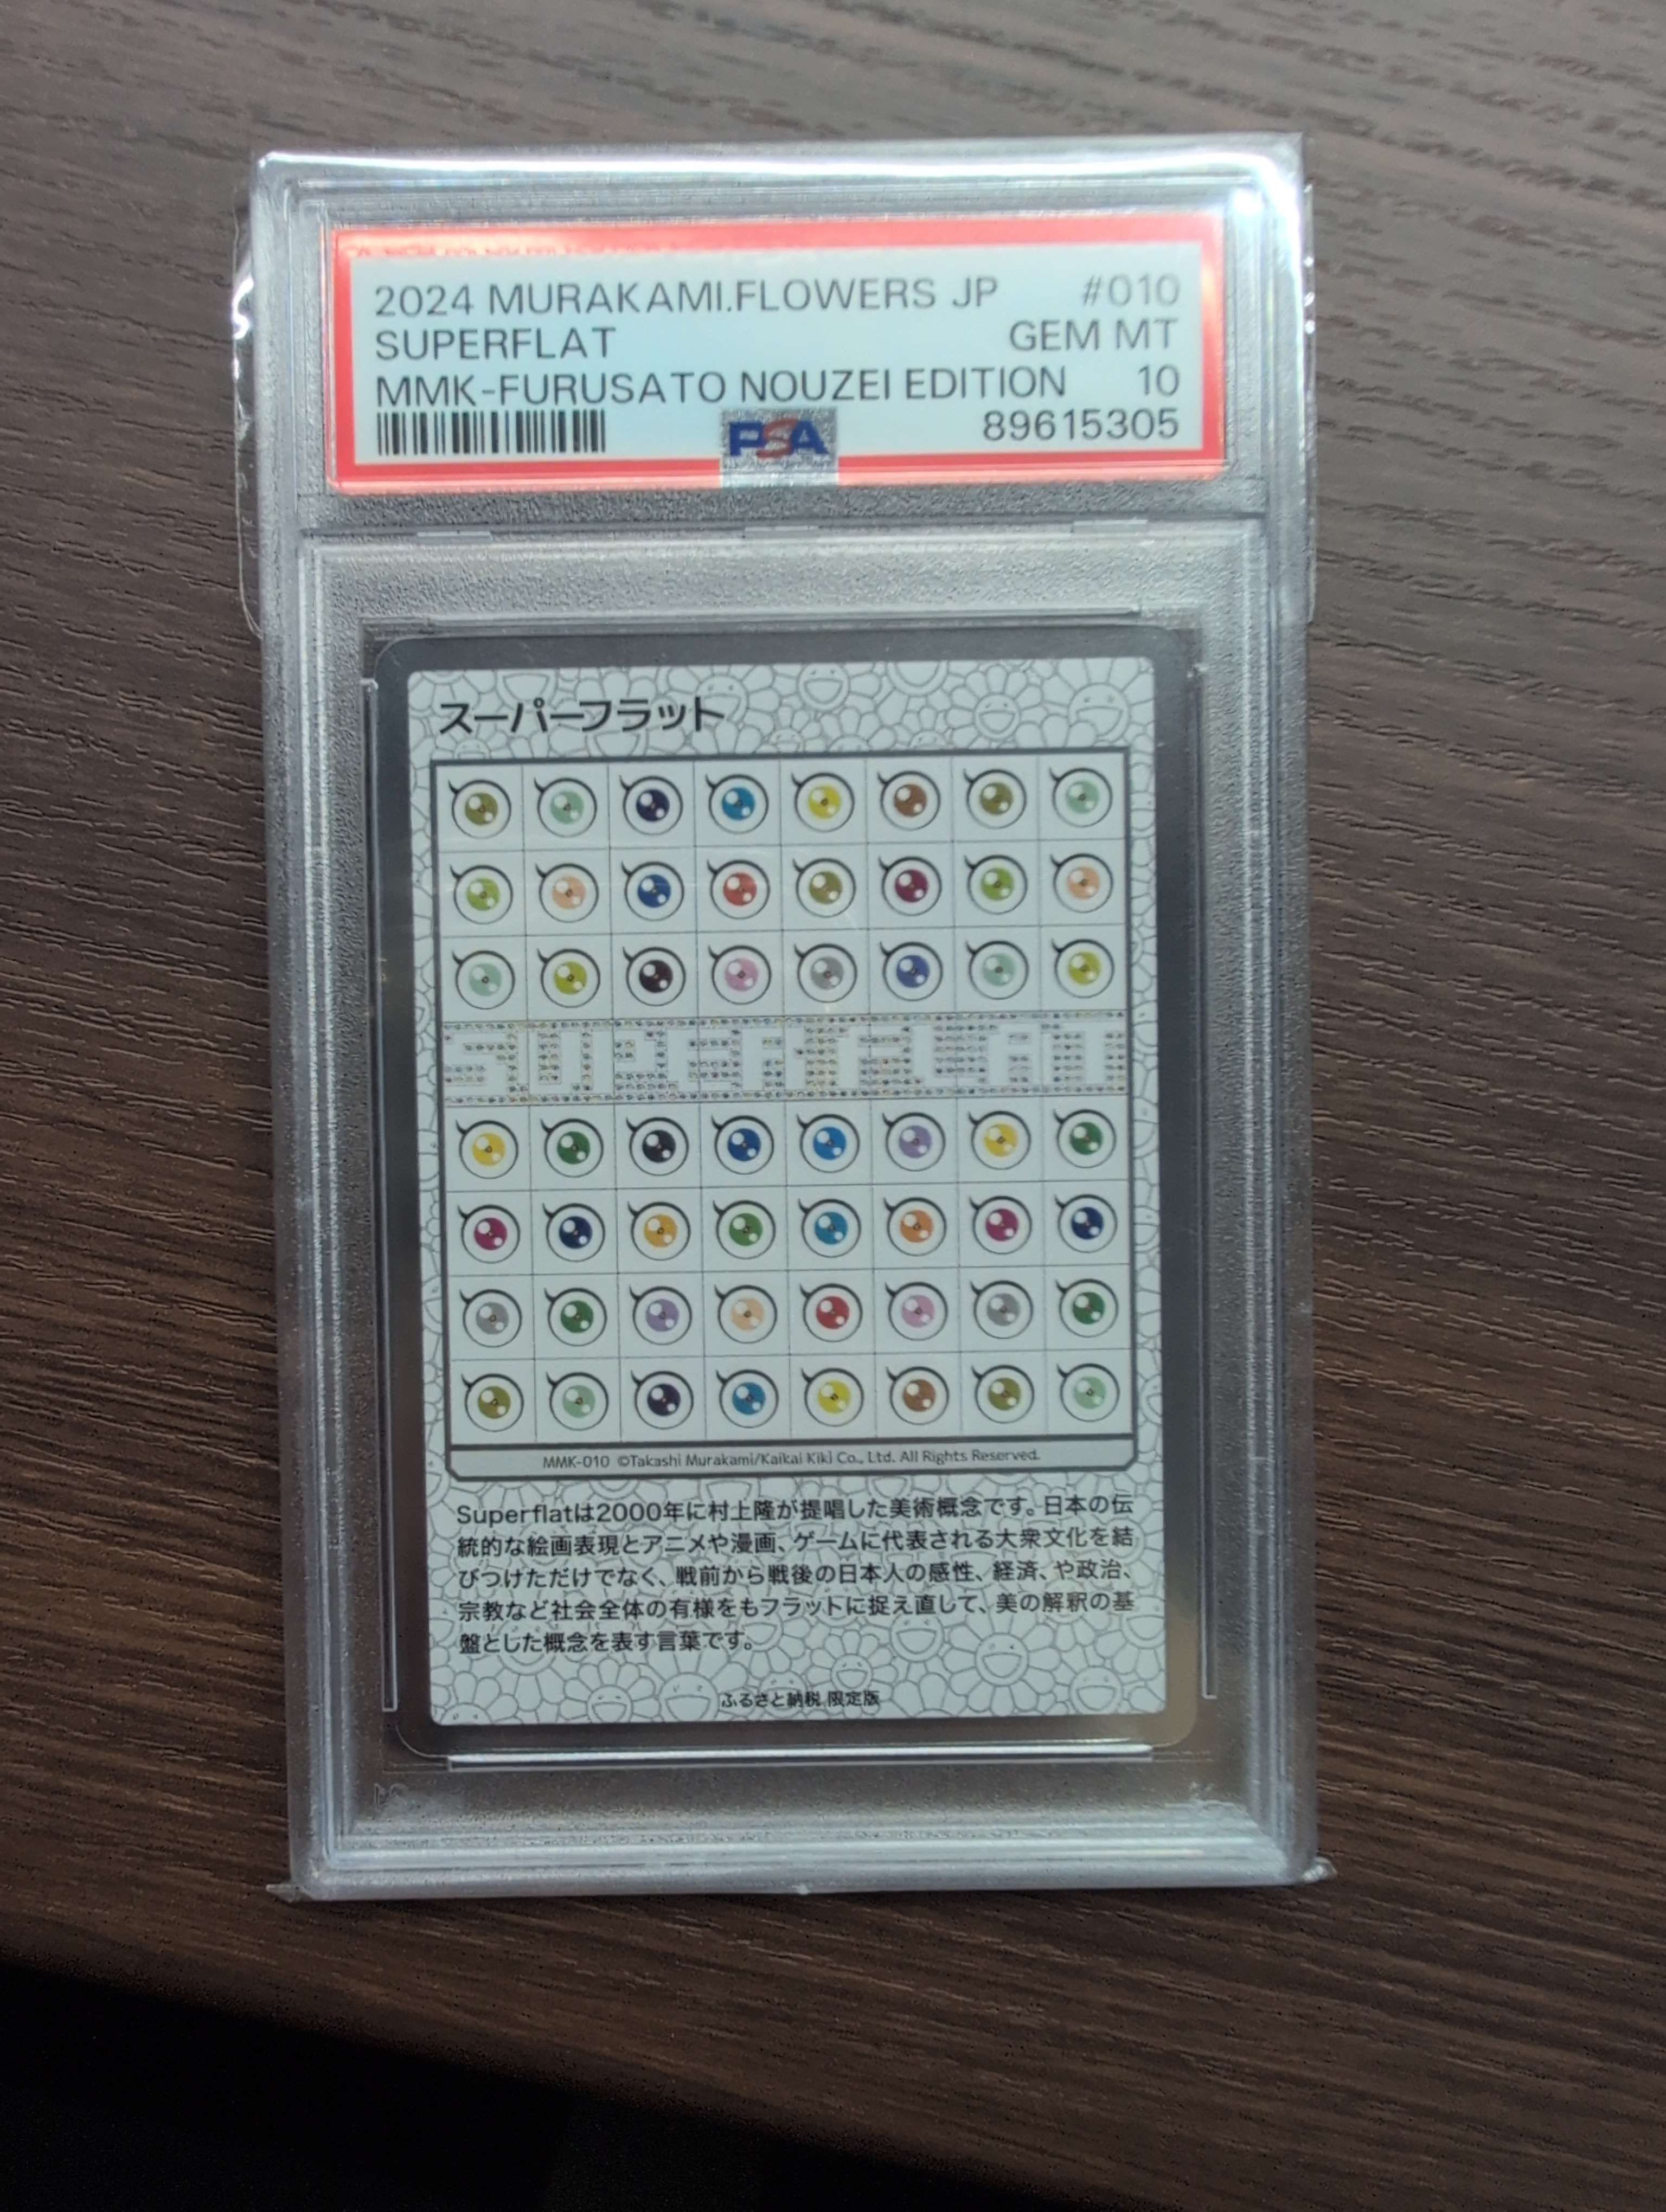 2024 MURAKAMI.FLOWERS JP #010
SUPERFLAT GEM MT
MMK-FURUSATO NOUZEI EDITION 10
PSA 89615305
スーパーフラット
SUPERFLAT
MMK-010 ©Takashi Murakami/Kaikai Kiki Co., Ltd. All Rights Reserved.
Superflatは2000年に村上隆が提唱した美術概念です。日本の伝
統的な絵画表現とアニメや漫画、ゲームに代表される大衆文化を結
びつけただけでなく、戦前から戦後の日本人の感性、経済、や政治、
宗教など社会全体の有様をもフラットに捉え直して、美の解釈の基
盤とした概念を表す言葉です。
ふるさと納税 限定版